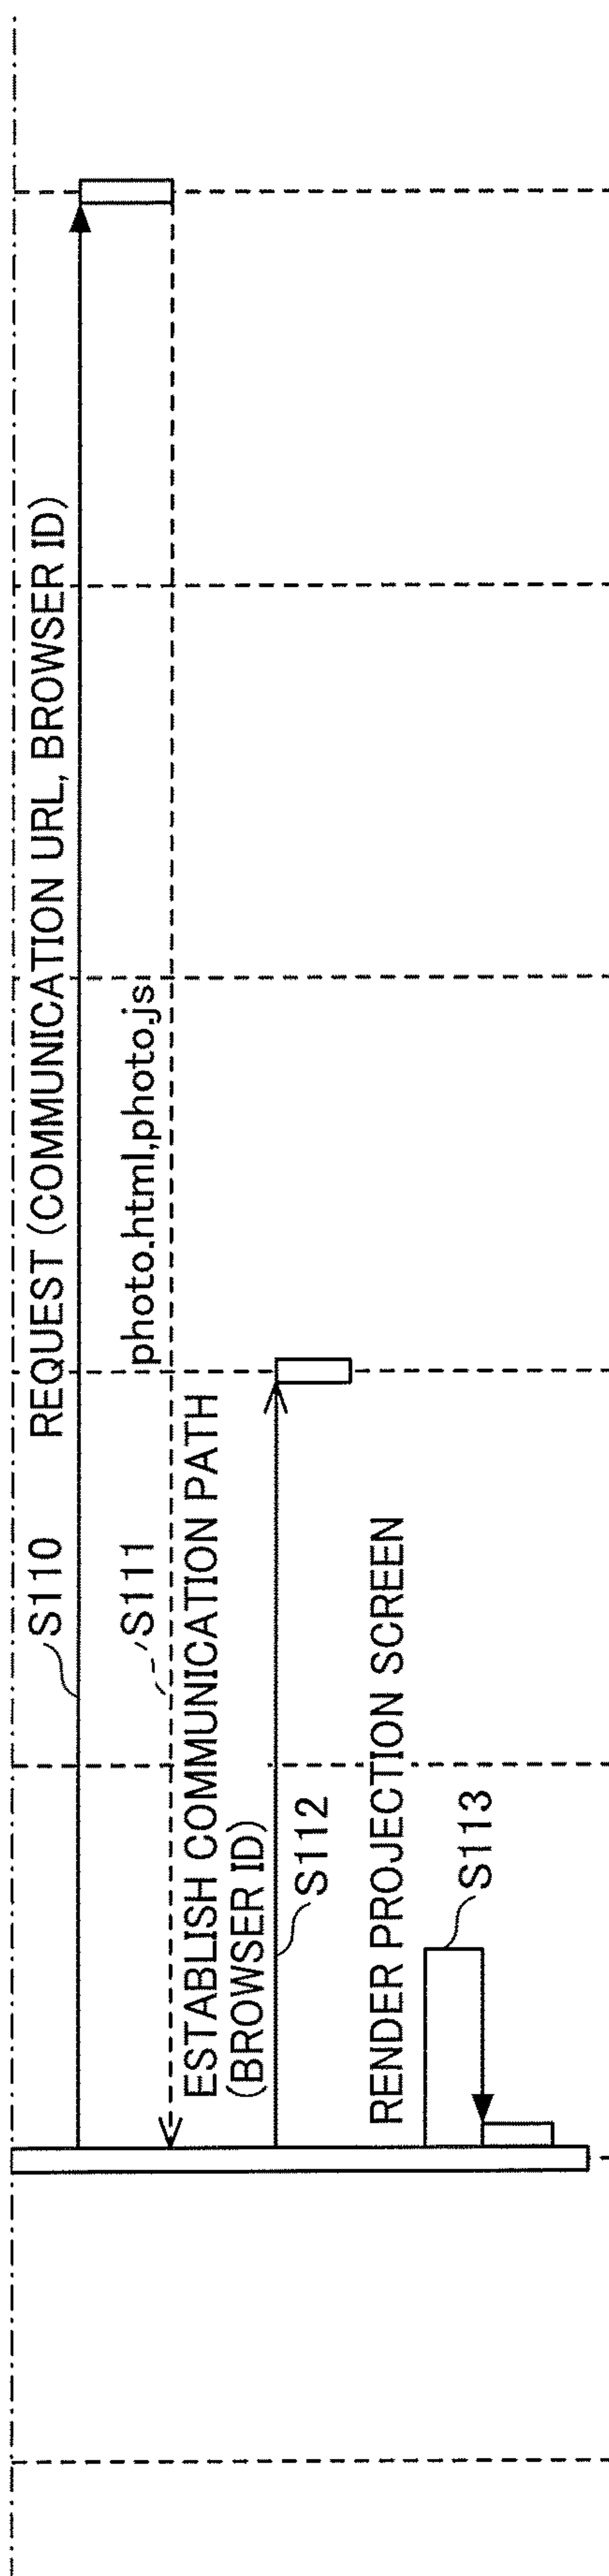 REQUEST (COMMUNICATION URL, BROWSER ID)
S110
photo.html,photo.js
S111
ESTABLISH COMMUNICATION PATH
(BROWSER ID)
S112
RENDER PROJECTION SCREEN
S113